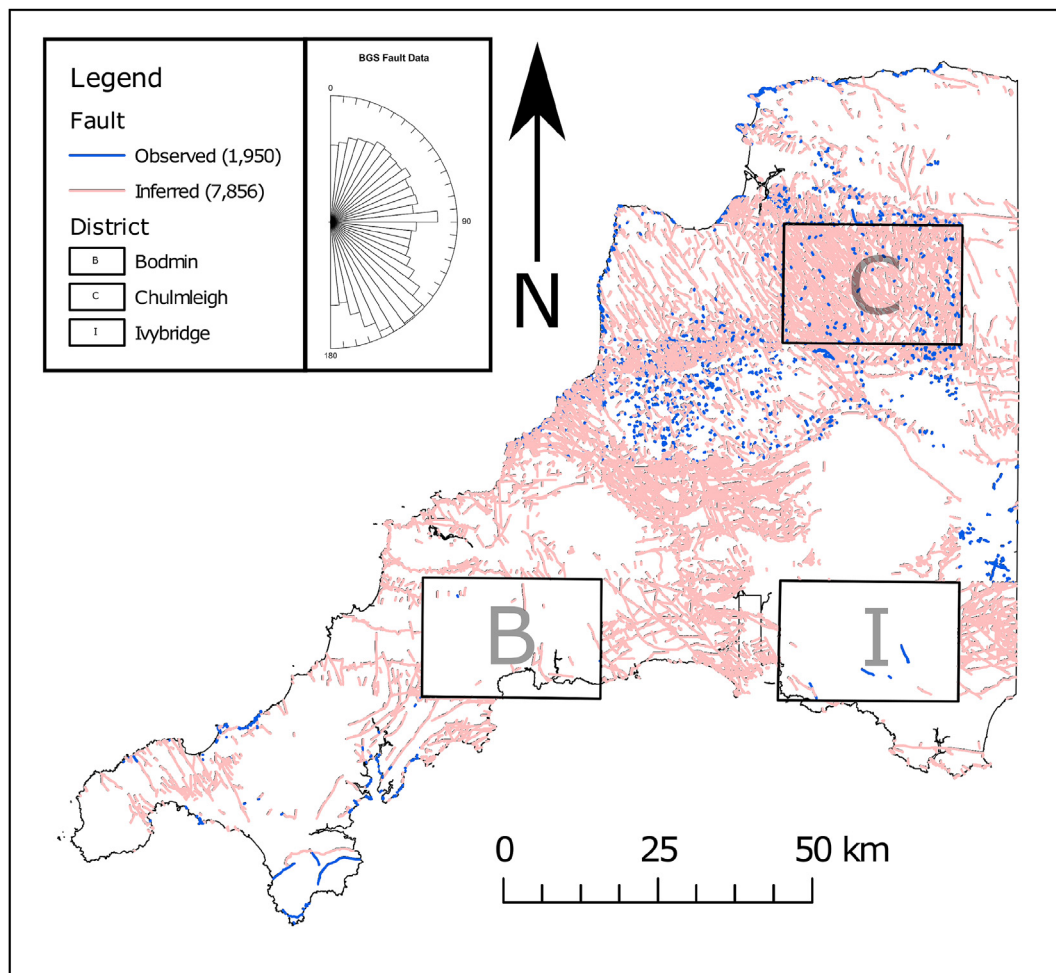 Legend
Fault
Observed (1,950)
Inferred (7,856)
District
B Bodmin
C Chulmleigh
I Ivybridge
BGS Fault Data
0
90
180
N
C
B
I
0 25 50 km